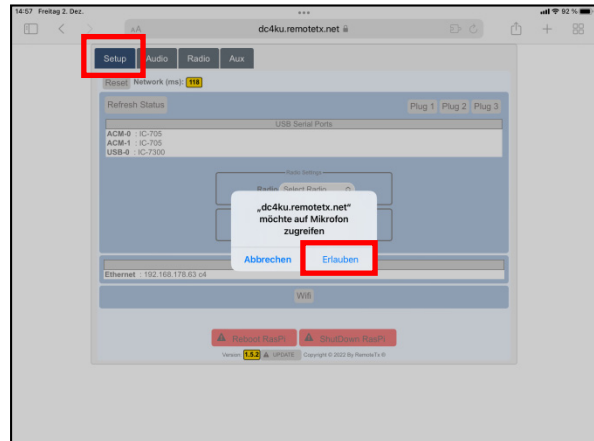 14:57 Freitag 2. Dez. 92 %
AA dc4ku.remotetx.net
Setup Audio Radio Aux
Reset Network (ms): 118
Refresh Status Plug 1 Plug 2 Plug 3
USB Serial Ports
ACM-0 : IC-705
ACM-1 : IC-705
USB-0 : IC-7300
Radio Settings
Radio Select Radio
„dc4ku.remotetx.net"
möchte auf Mikrofon
zugreifen
Abbrechen Erlauben
Ethernet : 192.168.178.63 c4
Wifi
Reboot RasPi ShutDown RasPi
Version 1.5.2 UPDATE Copyright © 2022 By RemoteTx ®